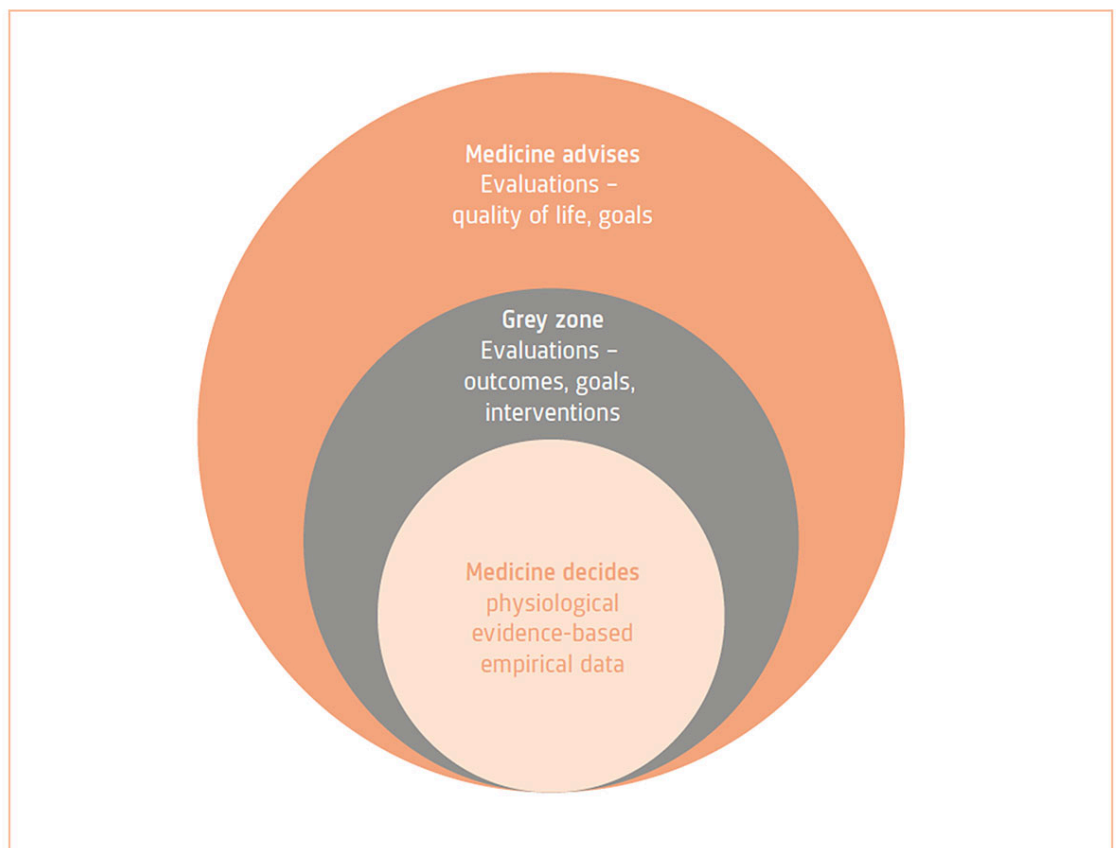 Medicine advises
Evaluations –
quality of life, goals
Grey zone
Evaluations –
outcomes, goals,
interventions
Medicine decides
physiological
evidence-based
empirical data